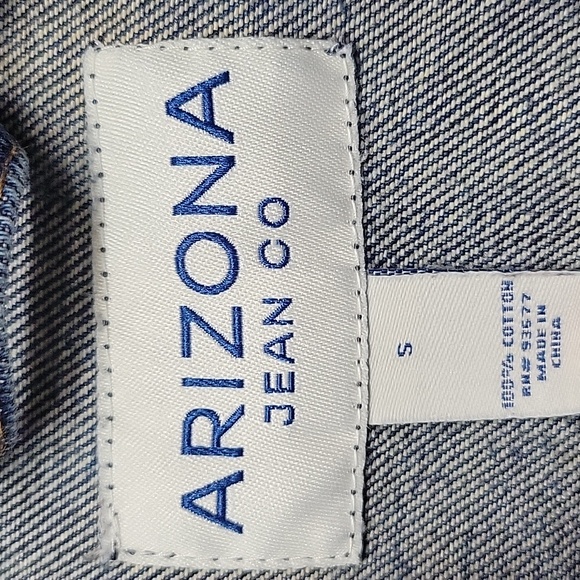 ARIZONA
JEAN CO
S
100% COTTON
RN# 93677
MADE IN
CHINA